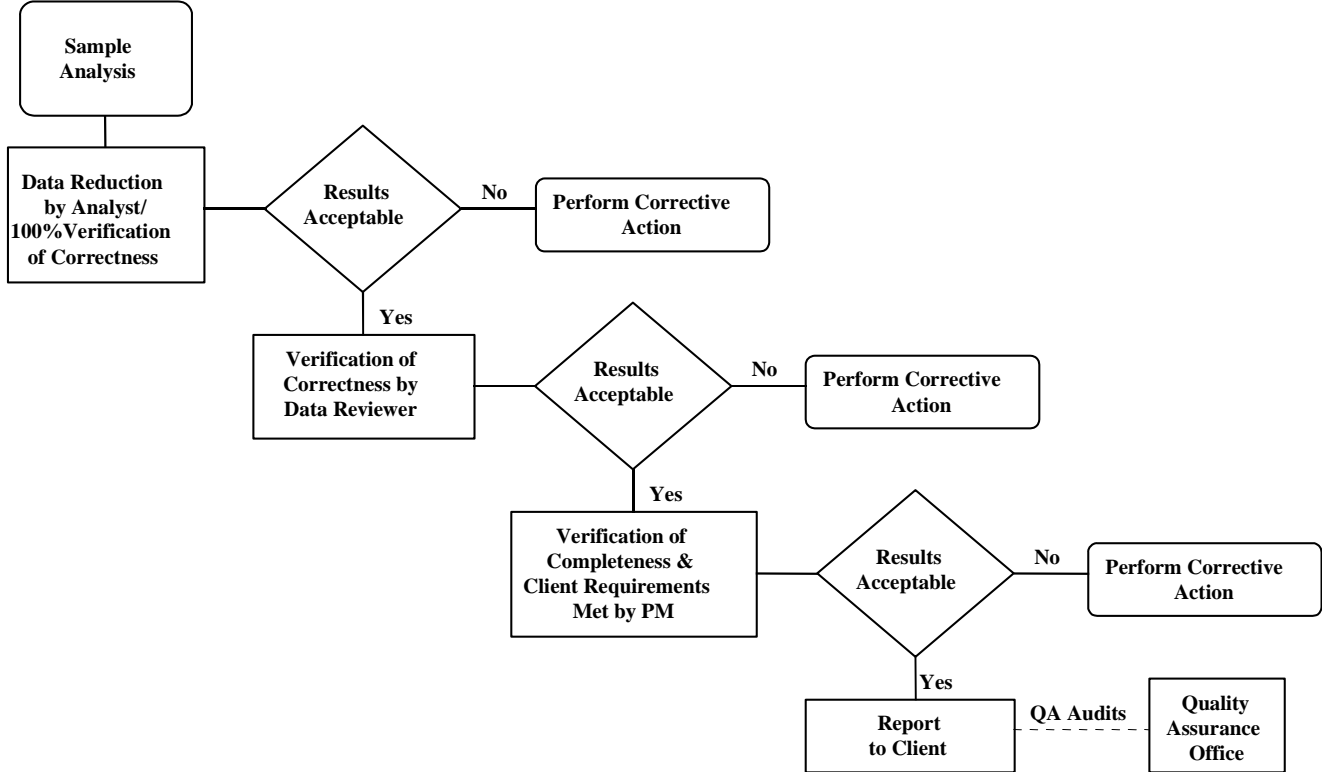 Sample
Analysis
Data Reduction
by Analyst/
100%Verification
of Correctness
Results
Acceptable
No
Perform Corrective
Action
Yes
Verification of
Correctness by
Data Reviewer
Results
Acceptable
No
Perform Corrective
Action
Yes
Verification of
Completeness &
Client Requirements
Met by PM
Results
Acceptable
No
Perform Corrective
Action
Yes
Report
to Client
QA Audits
Quality
Assurance
Office